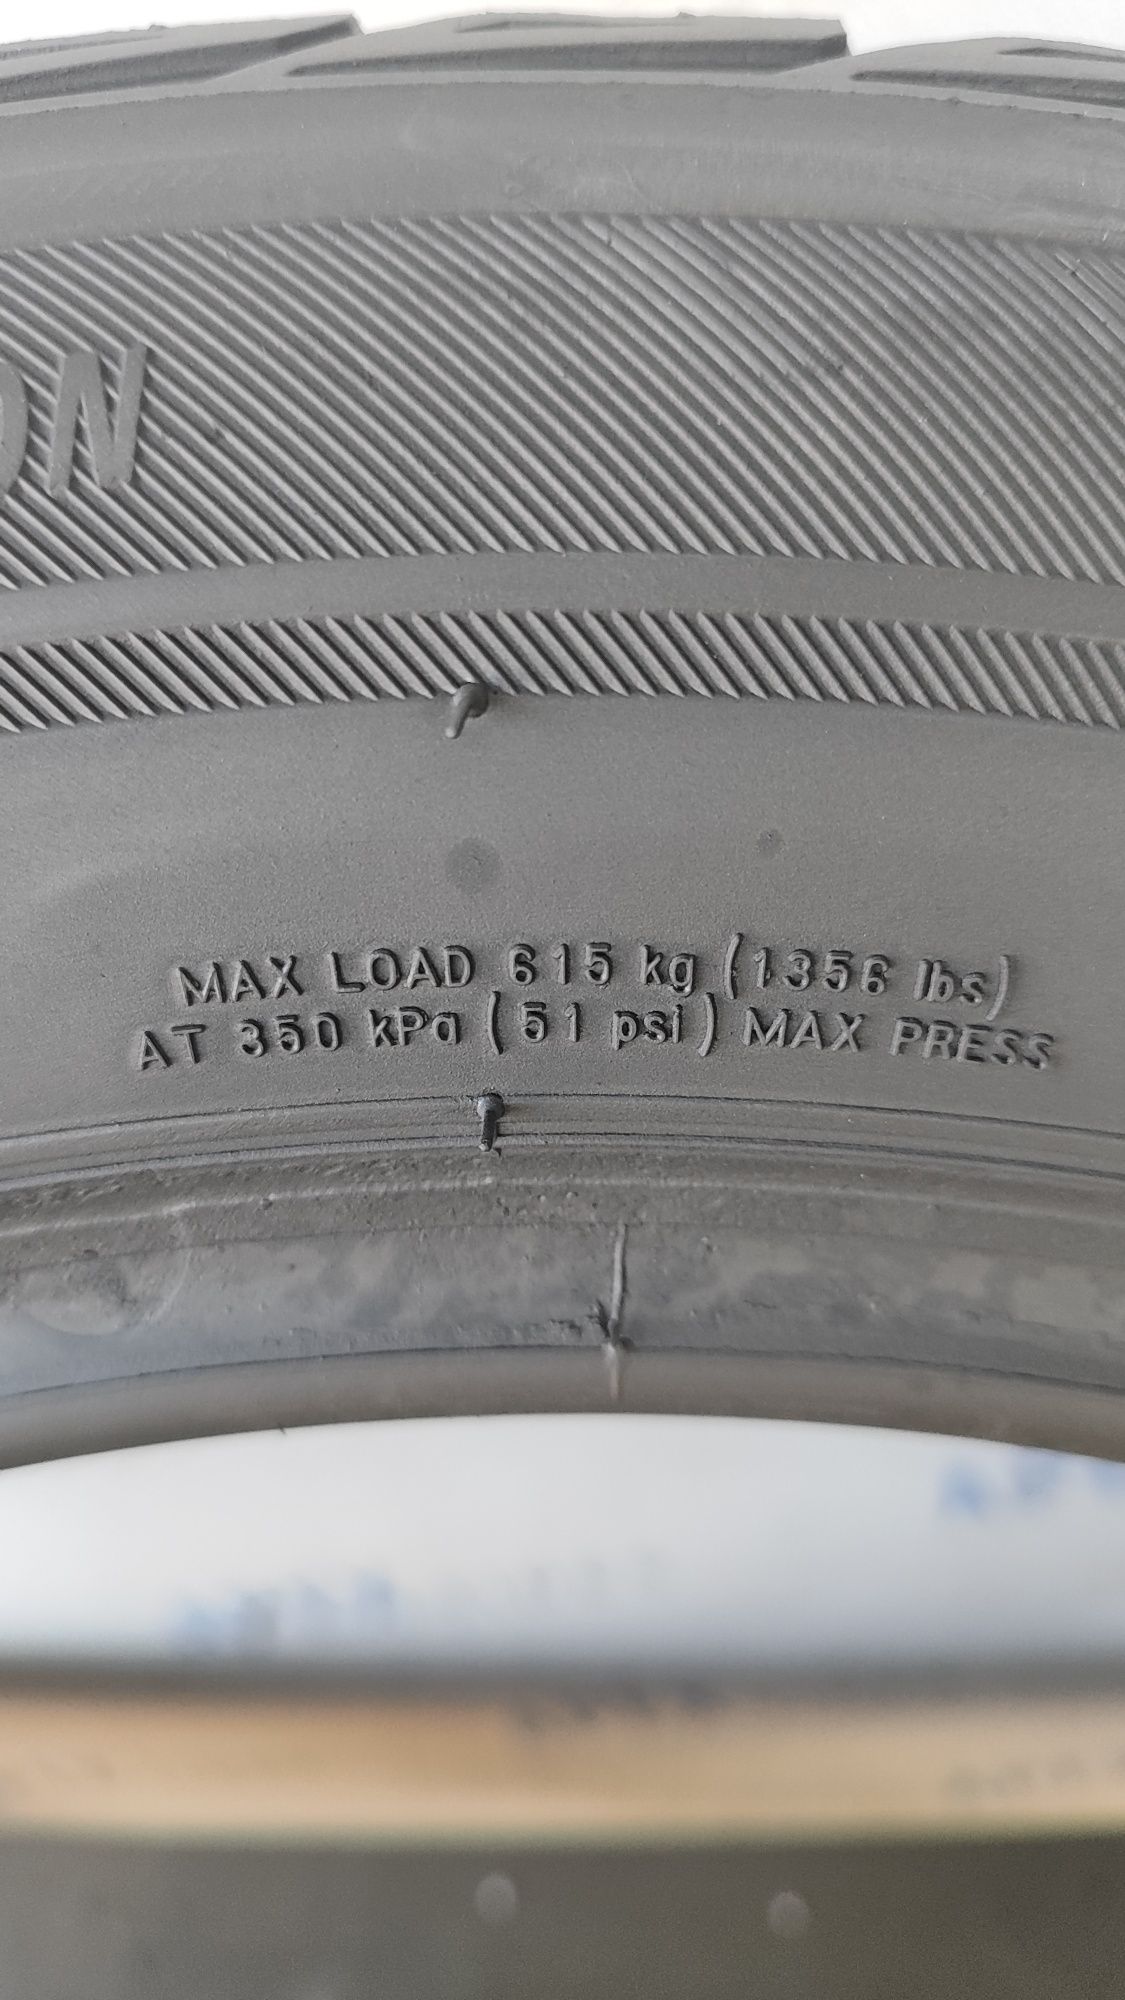 MAX LOAD 615 kg (1356 lbs)
AT 350 kPa (51 psi) MAX PRESS